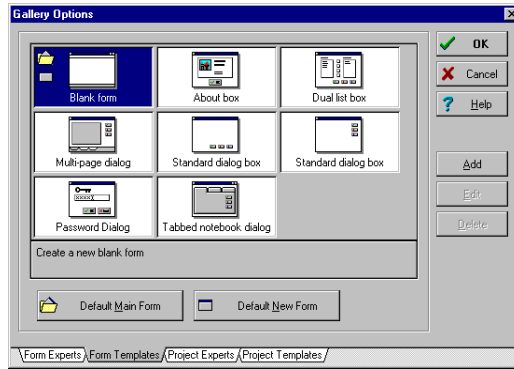 Gallery Options
OK
Cancel
Help
Add
Edit
Delete
Blank form
About box
Dual list box
Multi-page dialog
Standard dialog box
Standard dialog box
Password Dialog
Tabbed notebook dialog
Create a new blank form
Default Main Form
Default New Form
Form Experts
Form Templates
Project Experts
Project Templates